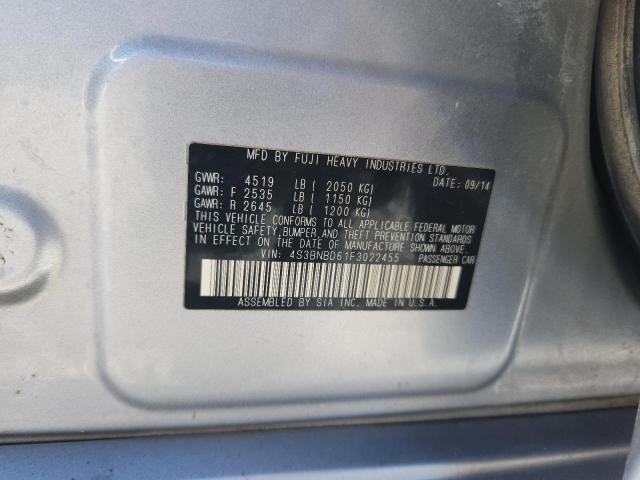 MFD BY FUJI HEAVY INDUSTRIES LTD.
GVWR: 4519 LB ( 2050 KG) DATE: 09/14
GAWR: F 2535 LB ( 1150 KG)
GAWR: R 2645 LB ( 1200 KG)
THIS VEHICLE CONFORMS TO ALL APPLICABLE FEDERAL MOTOR
VEHICLE SAFETY, BUMPER, AND THEFT PREVENTION STANDARDS
IN EFFECT ON THE DATE OF MANUFACTURE SHOWN ABOVE.
VIN: 4S3BNBD61F3022455 PASSENGER CAR
ASSEMBLED BY SIA INC. MADE IN U.S.A.